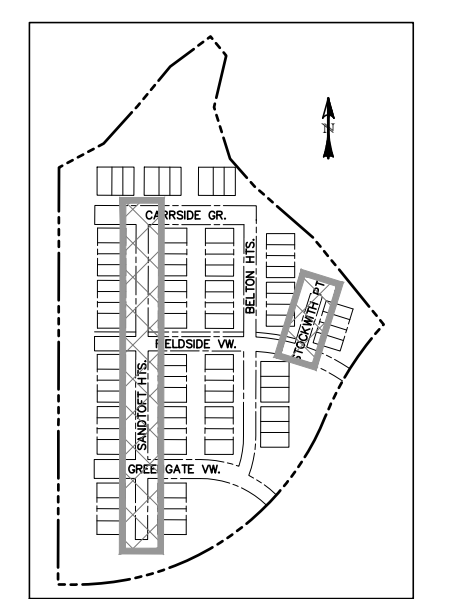 CARRSIDE GR.
BELTON HTS.
STOCKWITH PT.
FIELDSIDE VW.
SANDTOFT HTS.
GREENGATE VW.